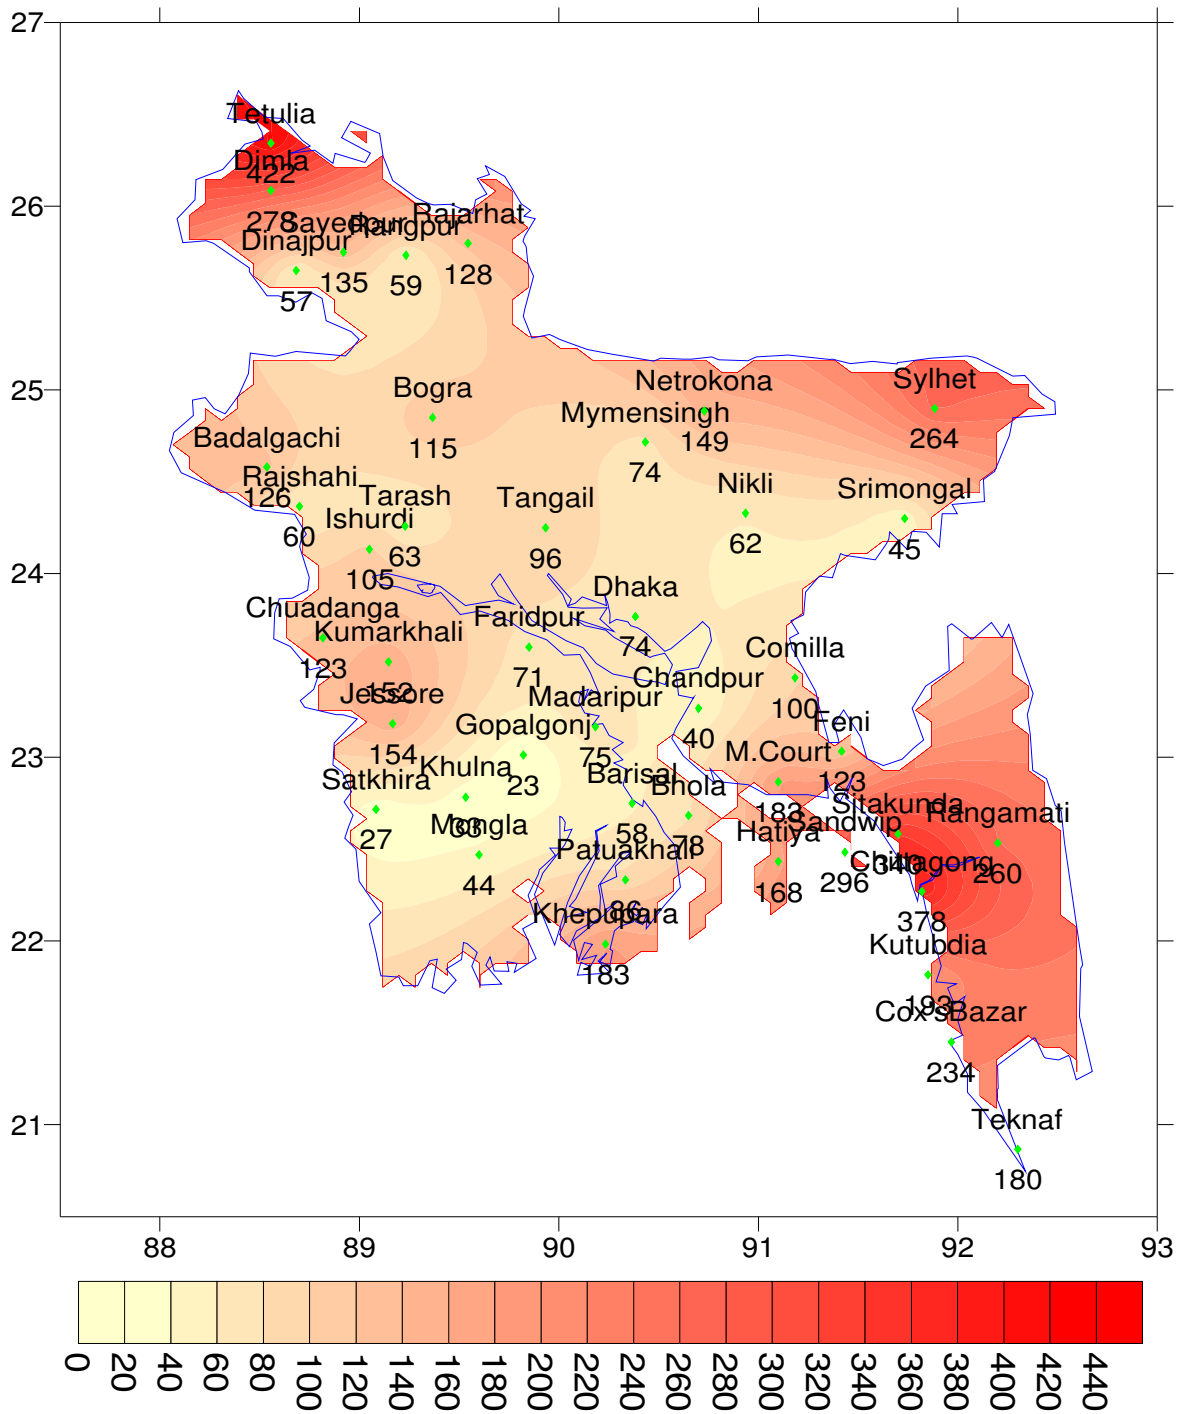 27
Tetulia
Dimla
422
26
278
Sayedpur
Rangpur
Rajarhat
Dinajpur
135
59
128
57
25
Bogra
115
Netrokona
149
Sylhet
264
Mymensingh
74
Badalgachi
126
Rajshahi
60
Tarash
63
Ishurdi
105
Tangail
96
Nikli
62
Srimongal
45
24
Dhaka
74
Chuadanga
123
Kumarkhali
152
Faridpur
71
Comilla
100
Jessore
154
Madaripur
75
Chandpur
40
Feni
123
23
Gopalgonj
23
M.Court
183
Khulna
33
Satkhira
27
Barisal
58
Bhola
78
Mongla
44
Hatiya
168
Sandwip
296
Sitakunda
340
Rangamati
260
Patuakhali
86
Chittagong
378
22
Khepupara
183
Kutubdia
193
Cox'sBazar
234
21
Teknaf
180
88 89 90 91 92 93
0 20 40 60 80 100 120 140 160 180 200 220 240 260 280 300 320 340 360 380 400 420 440